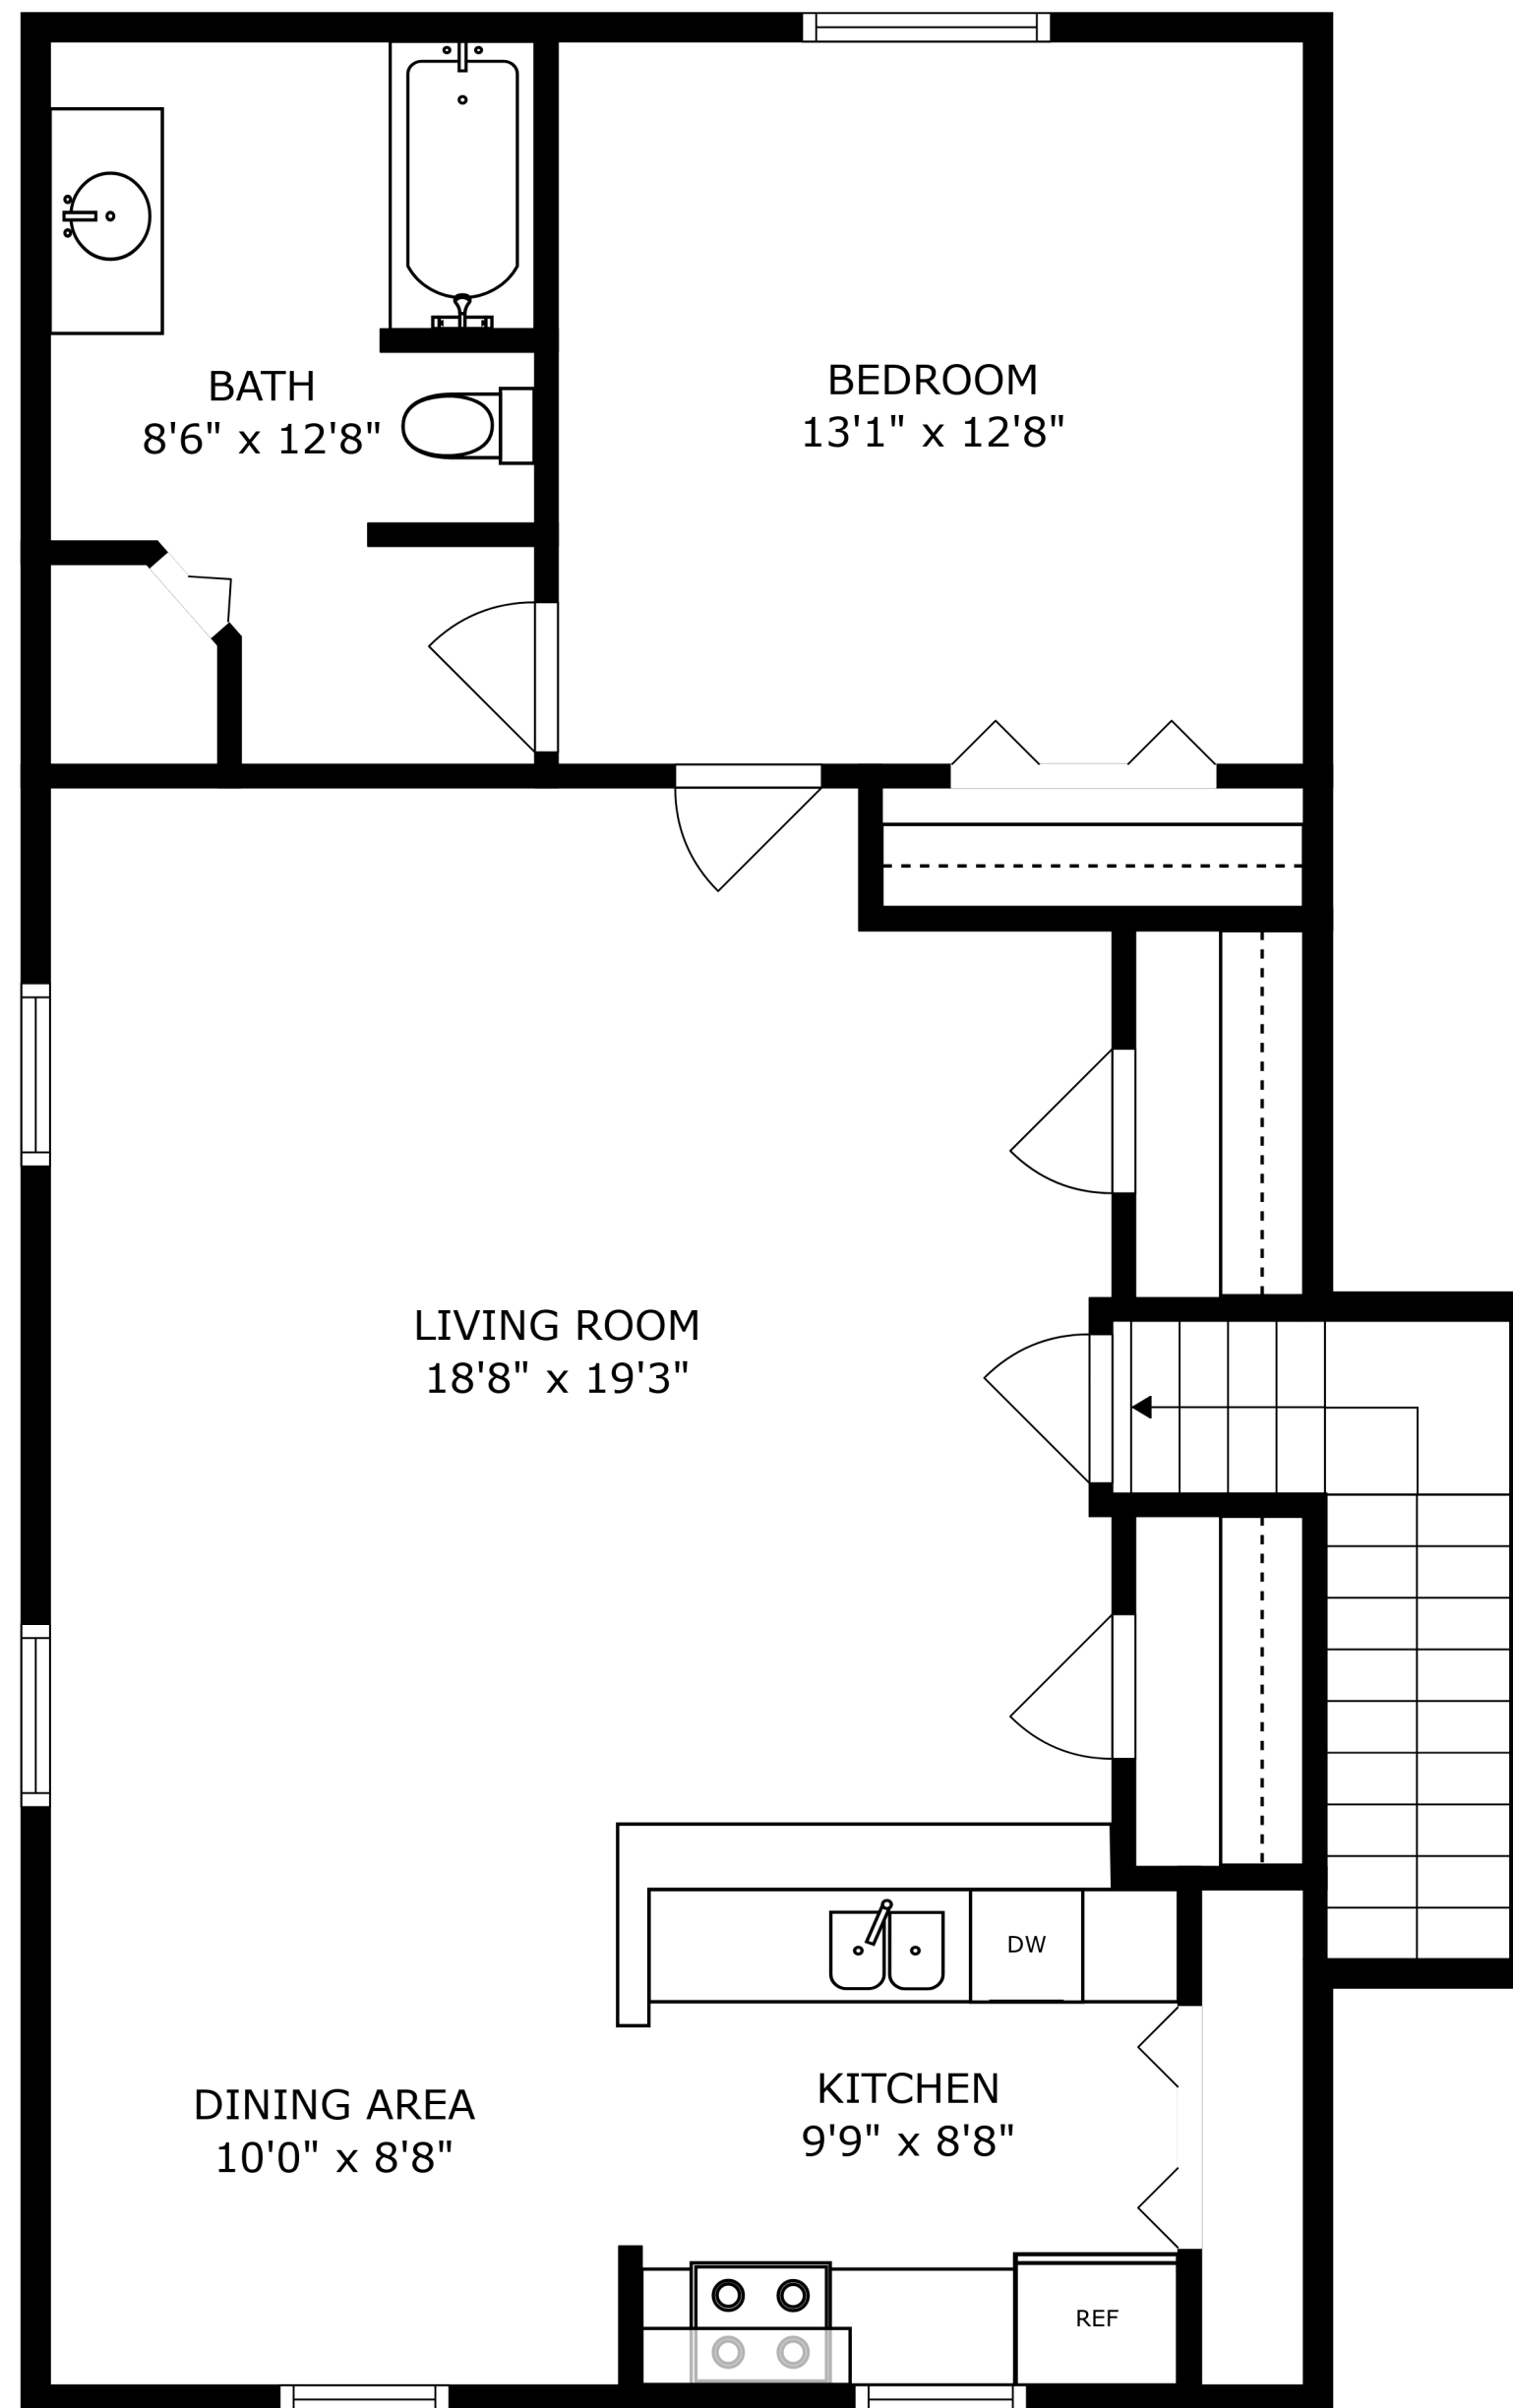 BATH
8'6" x 12'8"
BEDROOM
13'1" x 12'8"
LIVING ROOM
18'8" x 19'3"
DW
KITCHEN
9'9" x 8'8"
DINING AREA
10'0" x 8'8"
REF